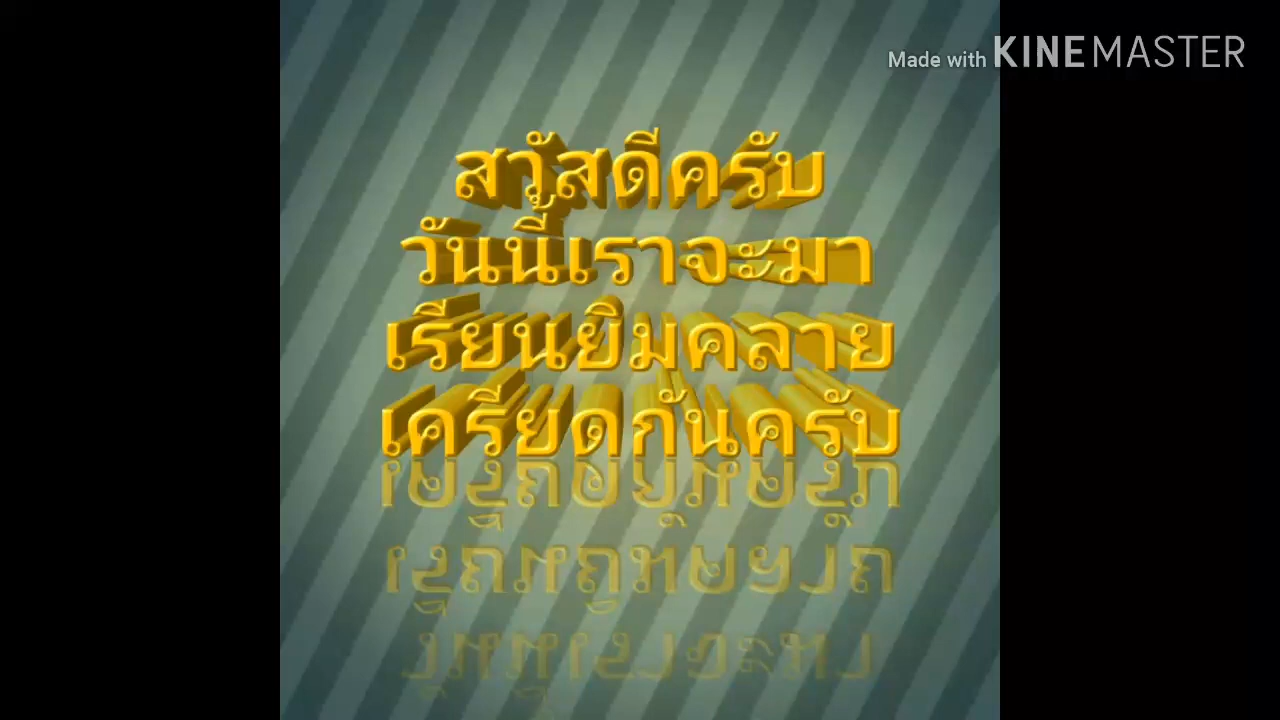 Made with KINEMASTER
สวัสดีครับ
วันนี้เราจะมา
เรียนยิมคลาย
เครียดกันครับ